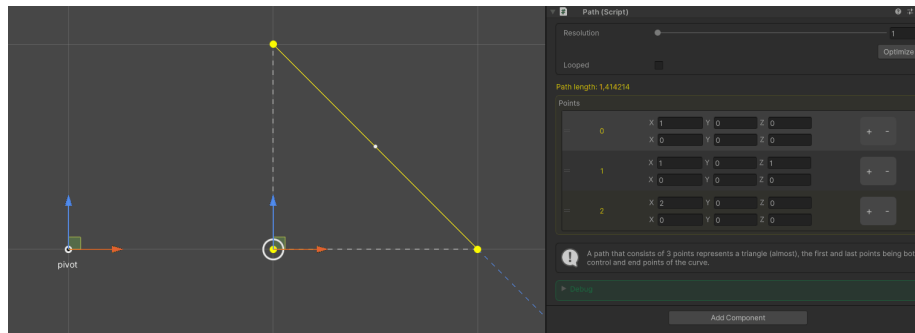 Path (Script)
Resolution 1
Optimize
Looped
Path length: 1,414214
Points
0 X 1 Y 0 Z 0 + -
X 0 Y 0 Z 0
1 X 1 Y 0 Z 1 + -
X 0 Y 0 Z 0
2 X 2 Y 0 Z 0 + -
X 0 Y 0 Z 0
pivot
A path that consists of 3 points represents a triangle (almost), the first and last points being bot
control and end points of the curve.
Debug
Add Component